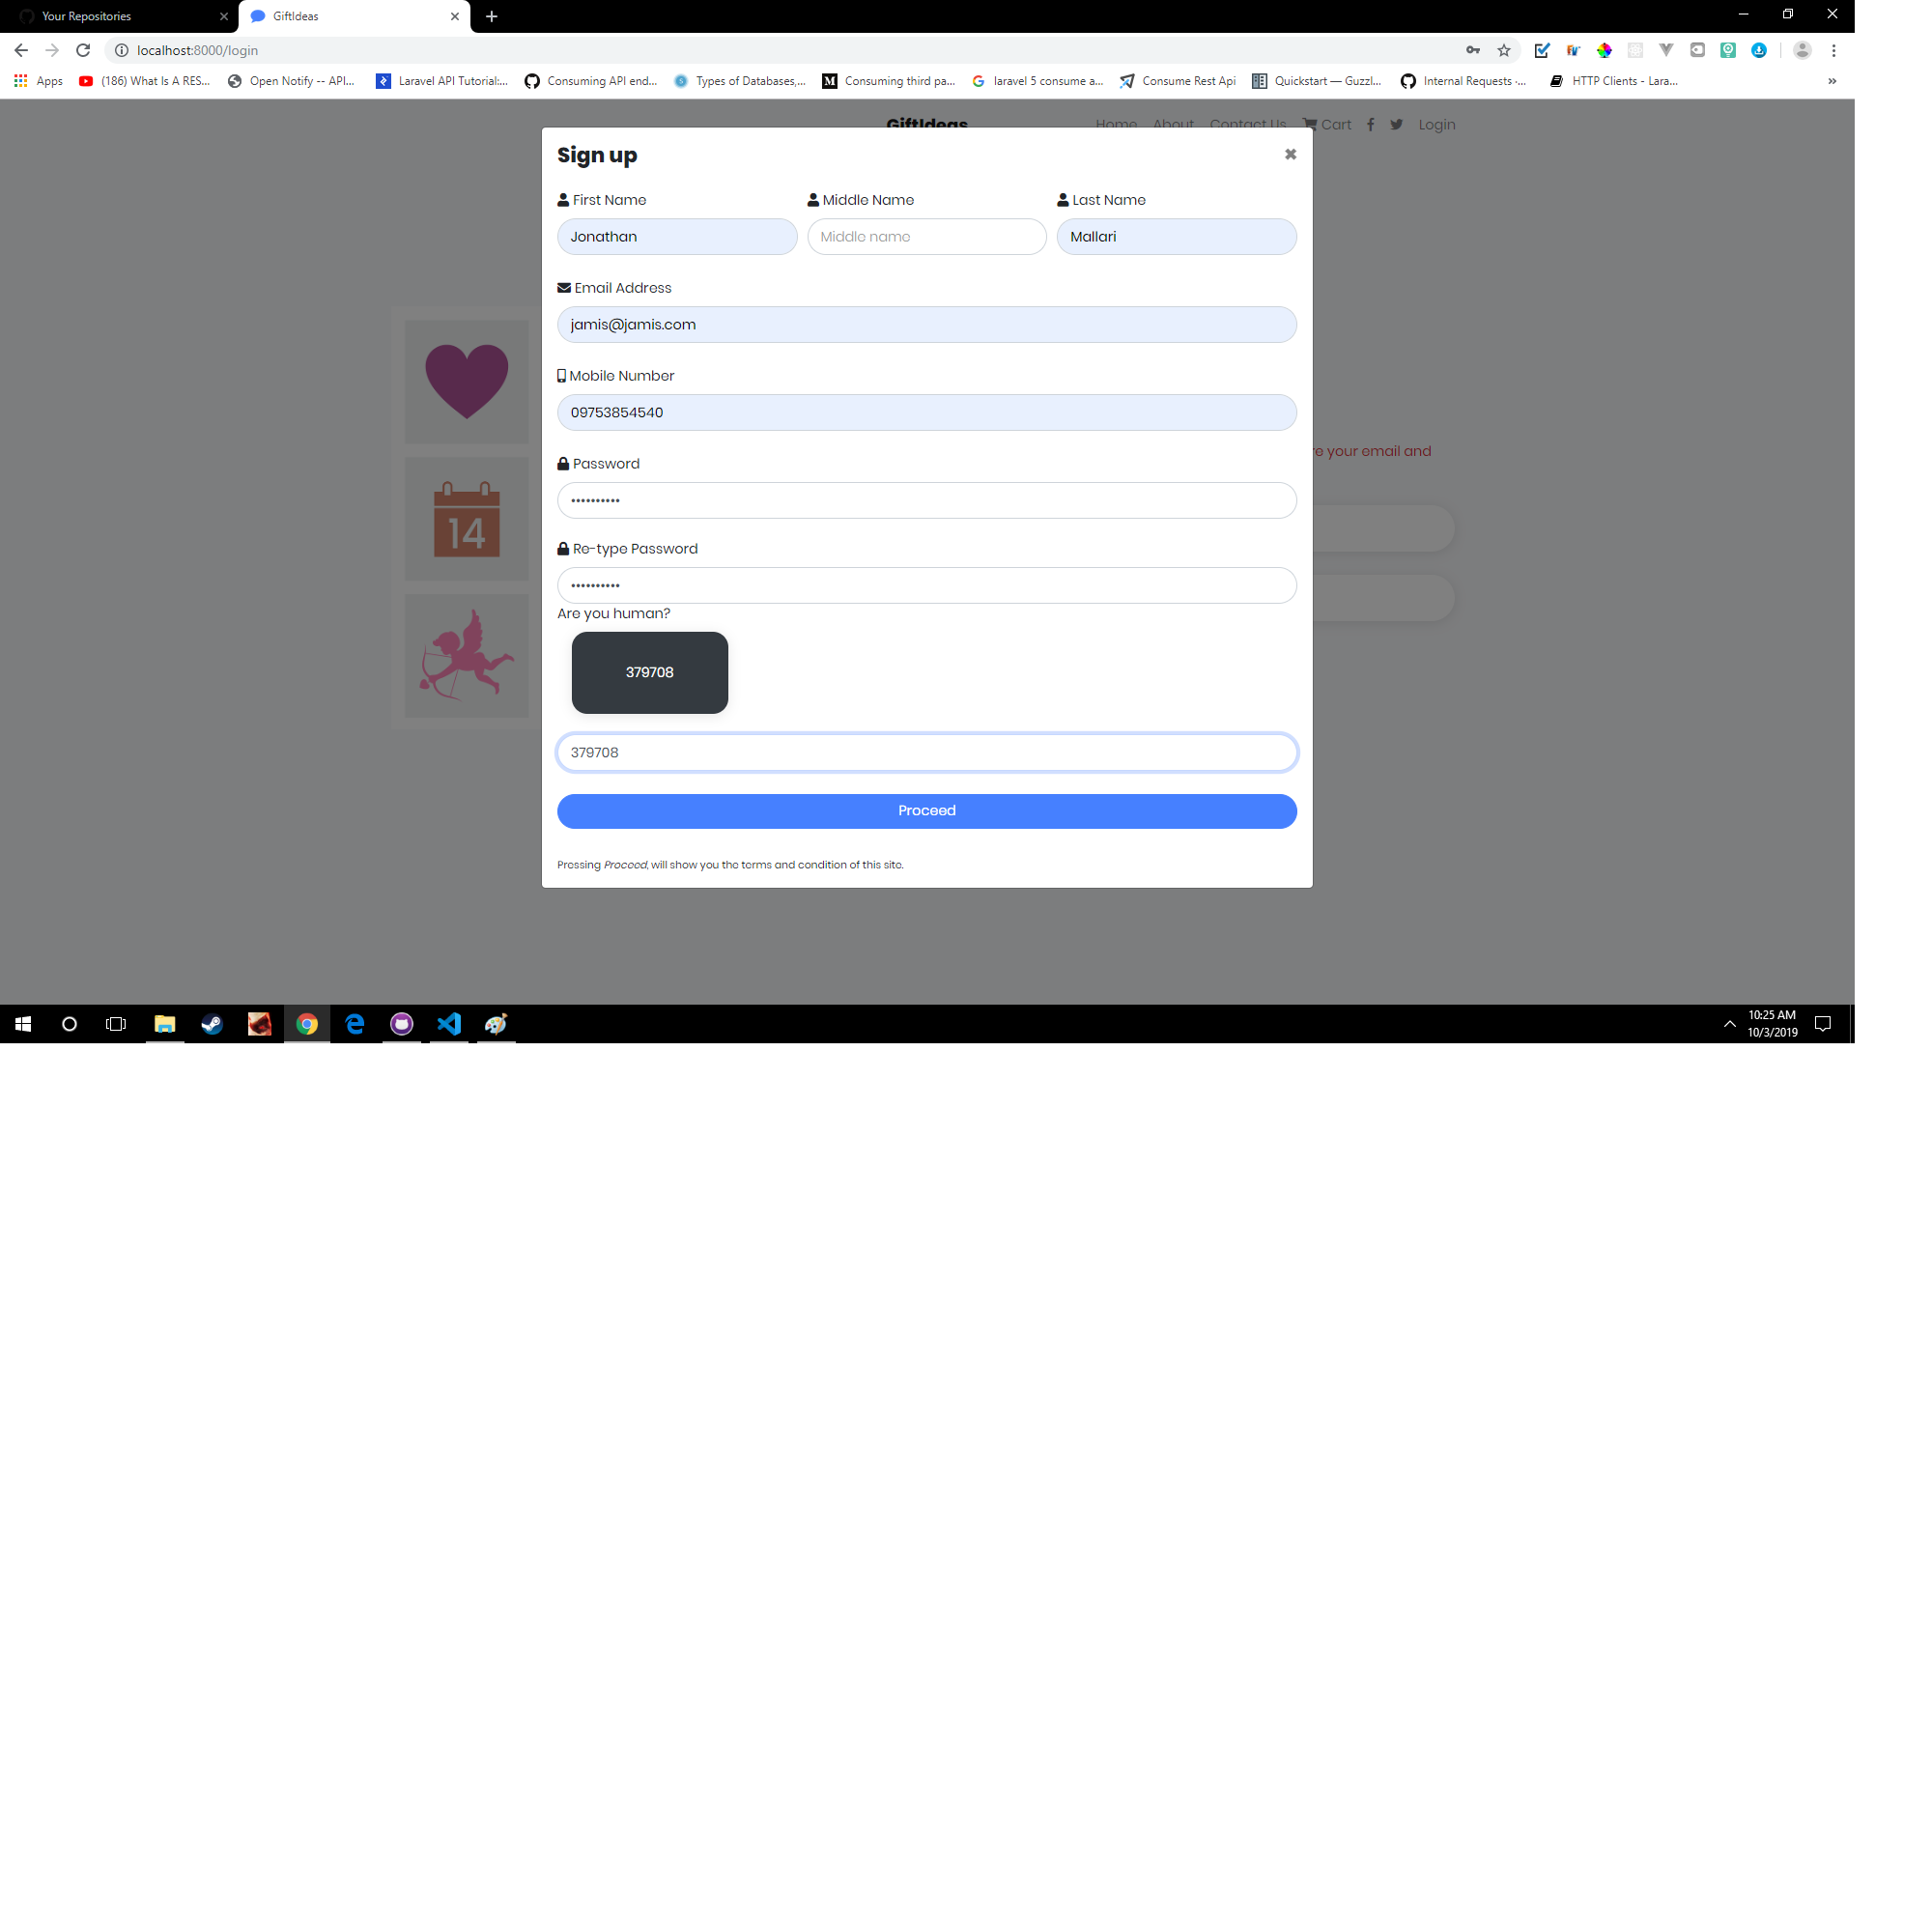 Your Repositories
GiftIdeas
localhost:8000/login
Apps
(186) What Is A RES...
Open Notify -- API...
Laravel API Tutorial:...
Consuming API end...
Types of Databases,...
Consuming third pa...
laravel 5 consume a...
Consume Rest Api
Quickstart — Guzzl...
Internal Requests ·...
HTTP Clients - Lara...
»
GiftIdeas
Home About Contact Us Cart Login
Sign up
First Name Middle Name Last Name
Jonathan Middle name Mallari
Email Address
jamis@jamis.com
Mobile Number
09753854540
re your email and
Password
14
Re-type Password
Are you human?
379708
379708
Proceed
Pressing Proceed, will show you the terms and condition of this site.
10:25 AM
10/3/2019